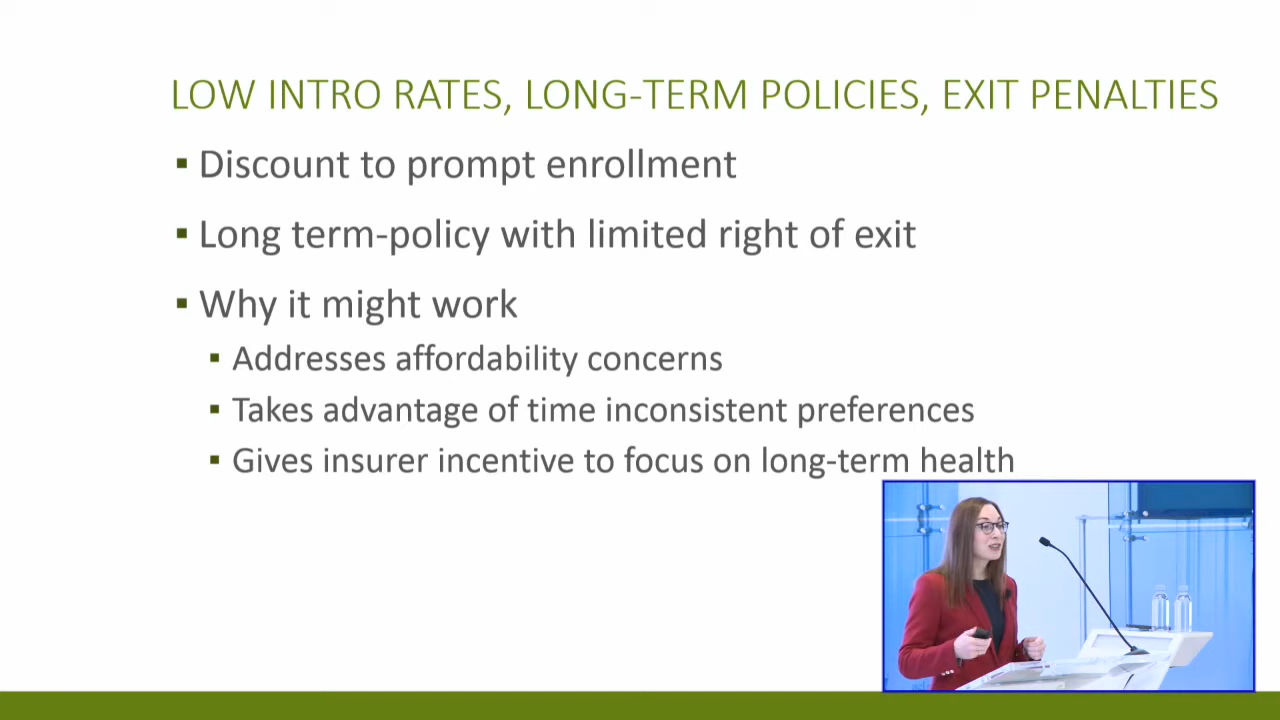 LOW INTRO RATES, LONG-TERM POLICIES, EXIT PENALTIES
▪ Discount to prompt enrollment
▪ Long term-policy with limited right of exit
▪ Why it might work
▪ Addresses affordability concerns
▪ Takes advantage of time inconsistent preferences
▪ Gives insurer incentive to focus on long-term health